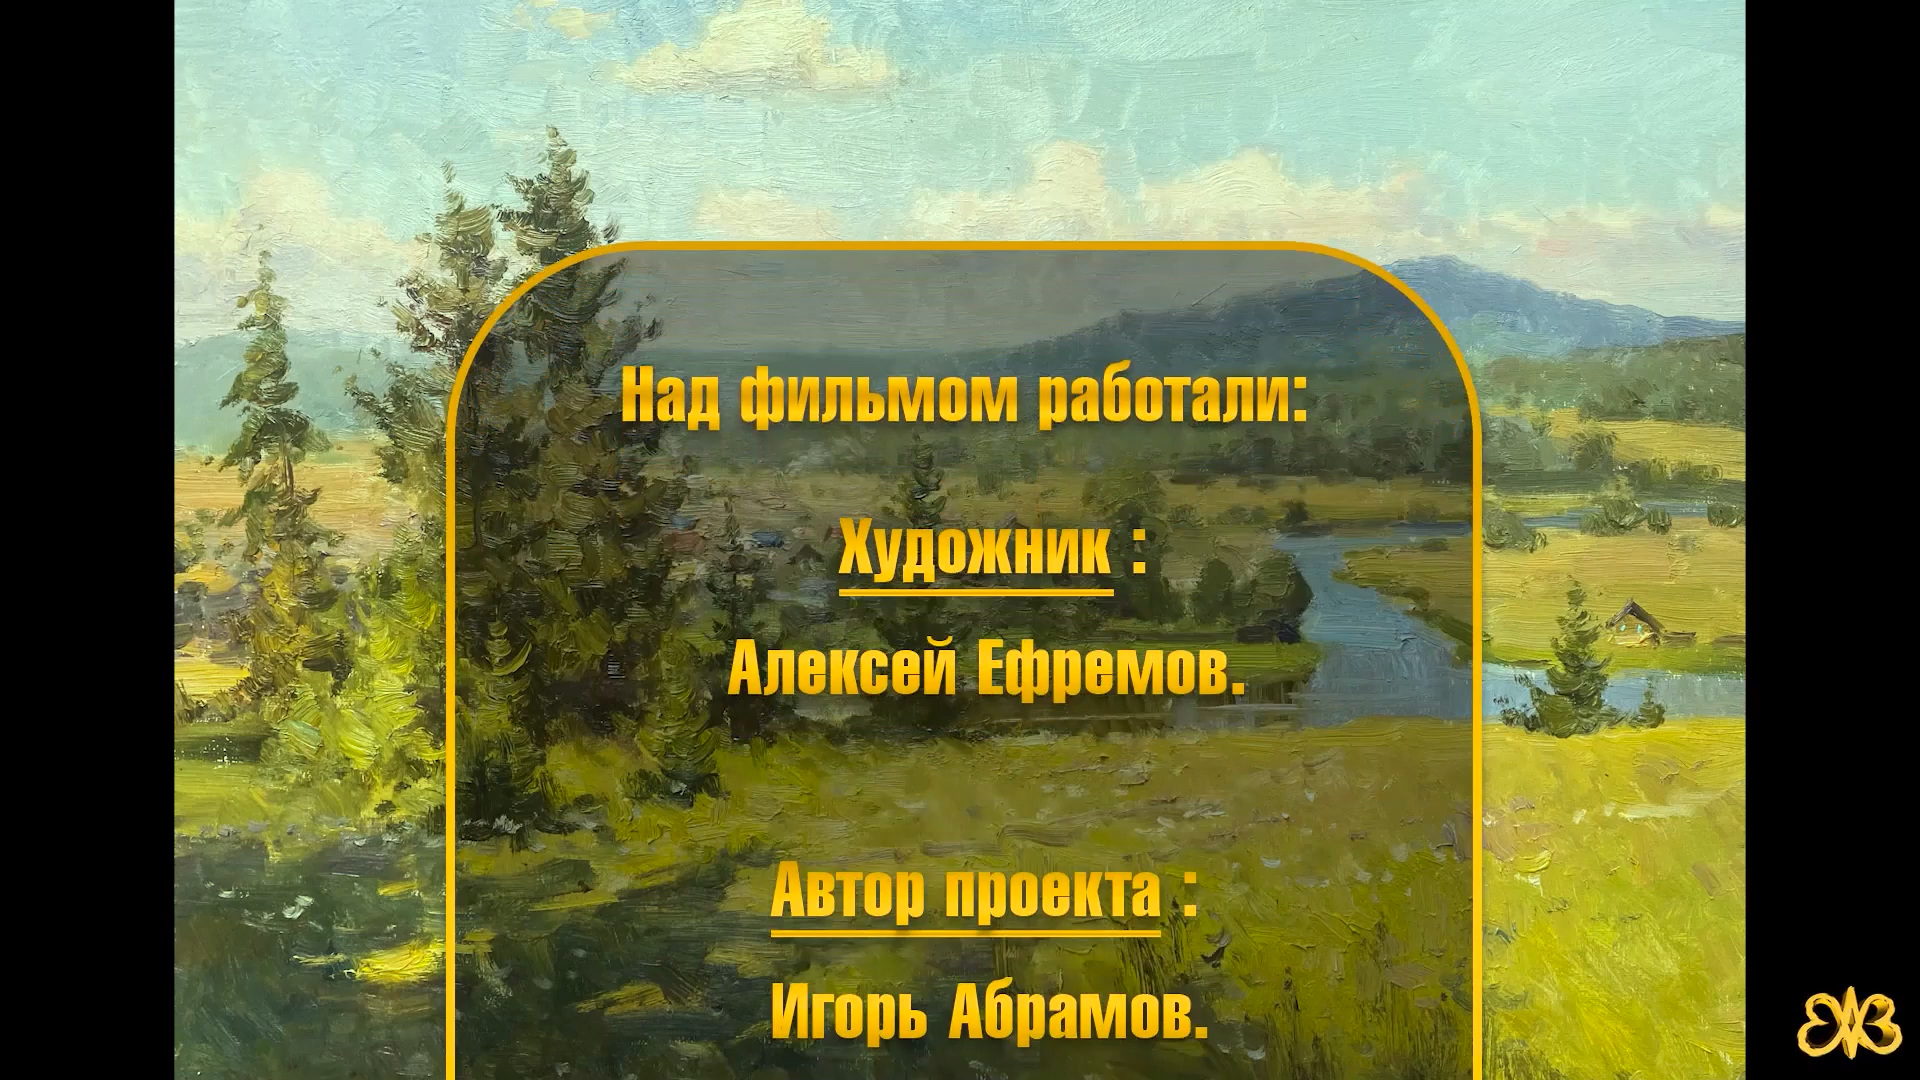 Над фильмом работали:
Художник :
Алексей Ефремов.
Автор проекта :
Игорь Абрамов.